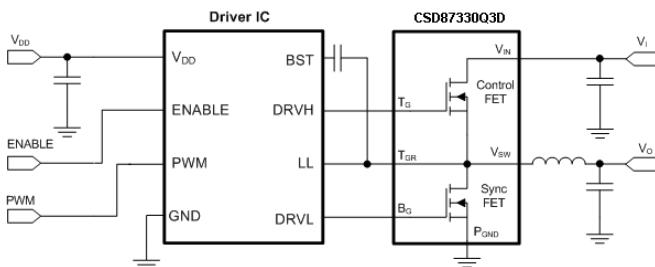 Driver IC
CSD87330Q3D
VDD
VDD
BST
VIN
VI
Control
FET
ENABLE
DRVH
TG
ENABLE
PWM
LL
TGR
VSW
VO
PWM
Sync
FET
GND
DRVL
BG
PGND